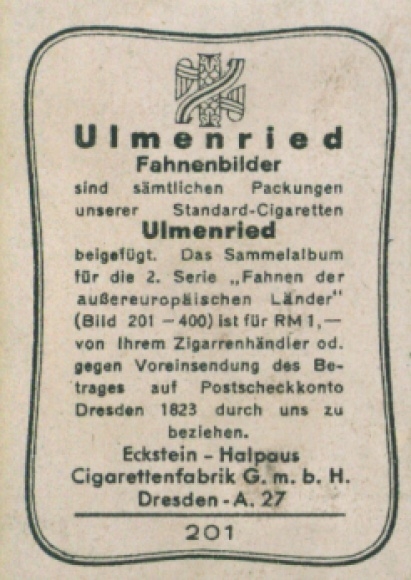 Ulmenried
Fahnenbilder
sind sämtlichen Packungen
unserer Standard-Cigaretten
Ulmenried
beigefügt. Das Sammelalbum
für die 2. Serie „Fahnen der
außereuropäischen Länder"
(Bild 201 – 400) ist für RM 1,—
von Ihrem Zigarrenhändler od.
gegen Voreinsendung des Be-
trages auf Postscheckkonto
Dresden 1823 durch uns zu
beziehen.
Eckstein - Halpaus
Cigarettenfabrik G. m. b. H.
Dresden - A. 27
201